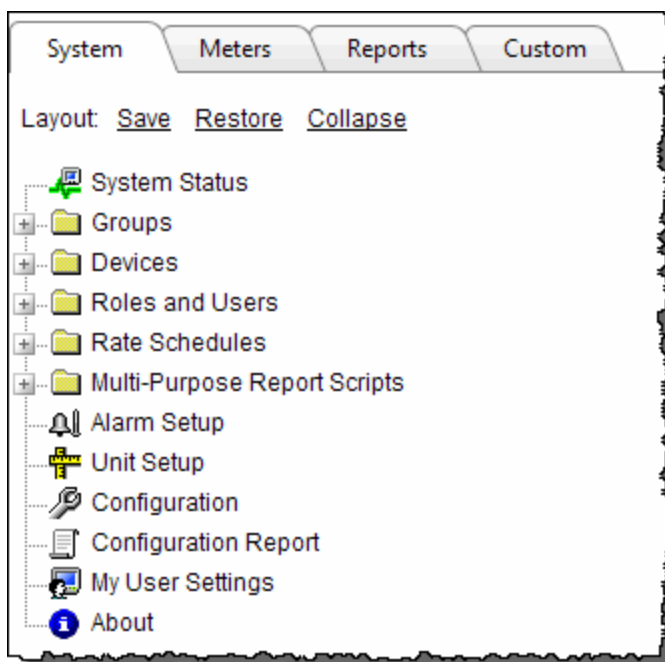 System Meters Reports Custom
Layout: Save Restore Collapse
System Status
Groups
Devices
Roles and Users
Rate Schedules
Multi-Purpose Report Scripts
Alarm Setup
Unit Setup
Configuration
Configuration Report
My User Settings
About